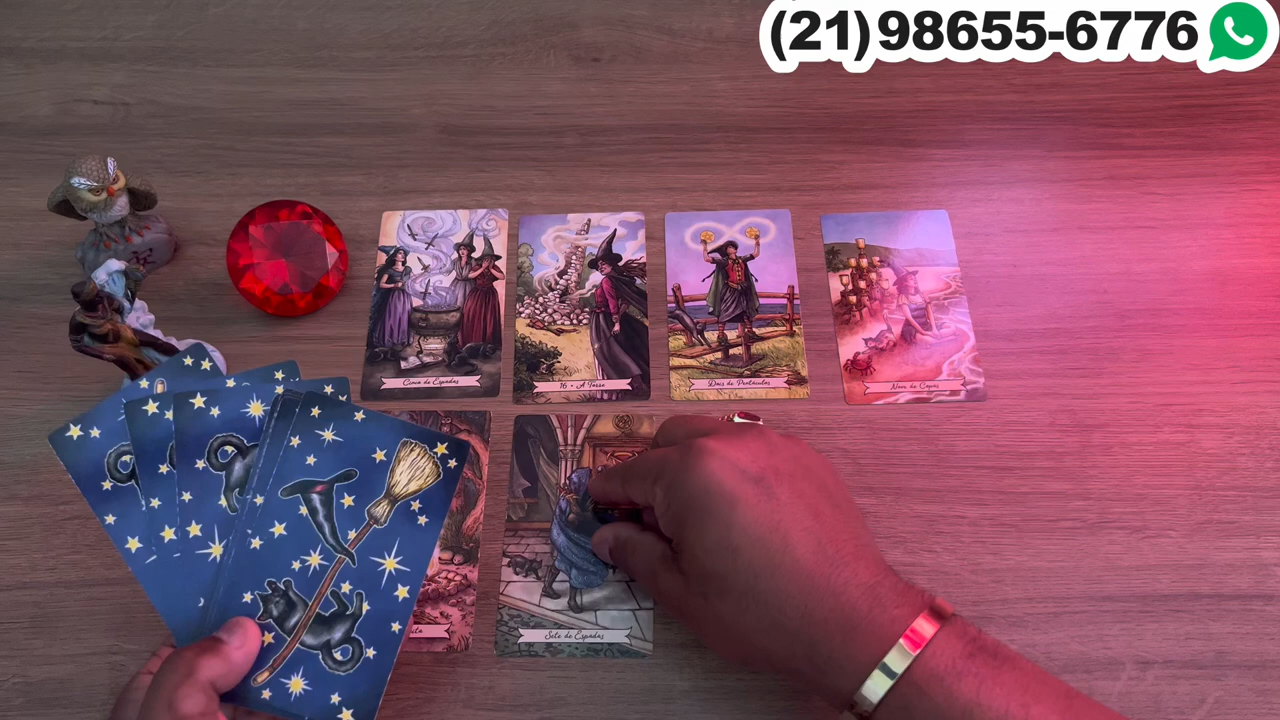 (21)98655-6776
Cinco de Espadas
16 • A Torre
Dois de Pentáculos
Nove de Copas
Sete de Espadas